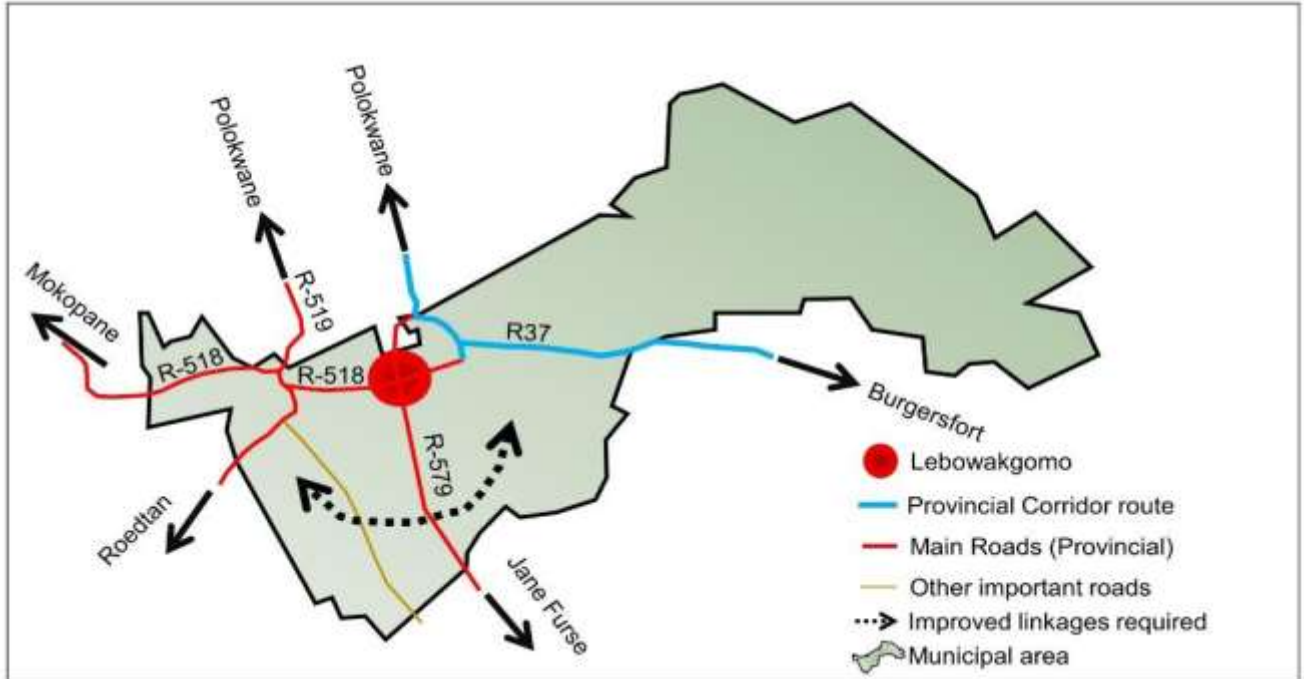 Polokwane
Polokwane
Mokopane
R-519
R-518
R-518
R37
Burgersfort
R-579
Roedtan
Jane Furse
Lebowakgomo
Provincial Corridor route
Main Roads (Provincial)
Other important roads
Improved linkages required
Municipal area